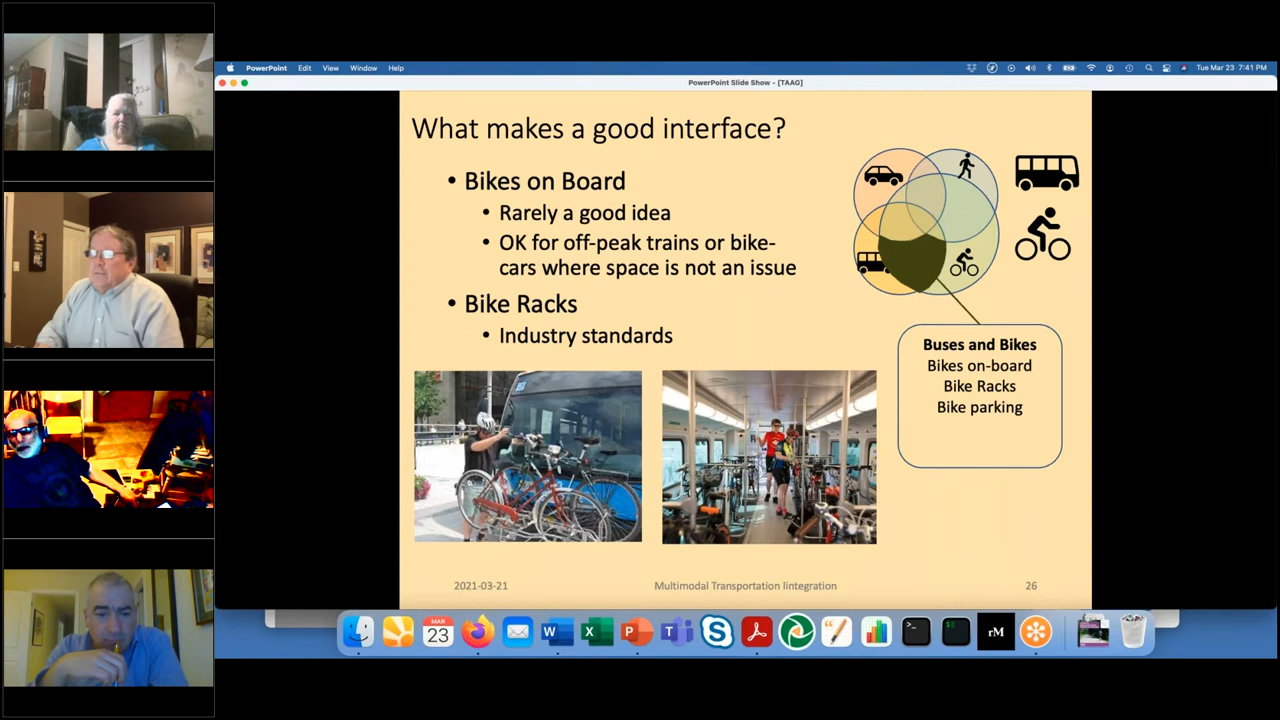 PowerPoint Edit View Window Help
Tue Mar 23 7:41 PM
PowerPoint Slide Show - [TAAG]
What makes a good interface?
• Bikes on Board
• Rarely a good idea
• OK for off-peak trains or bike-
cars where space is not an issue
• Bike Racks
• Industry standards
Buses and Bikes
Bikes on-board
Bike Racks
Bike parking
2021-03-21
Multimodal Transportation Iintegration
26
MAR
23
W
X
P
T
S
>_
$
rM